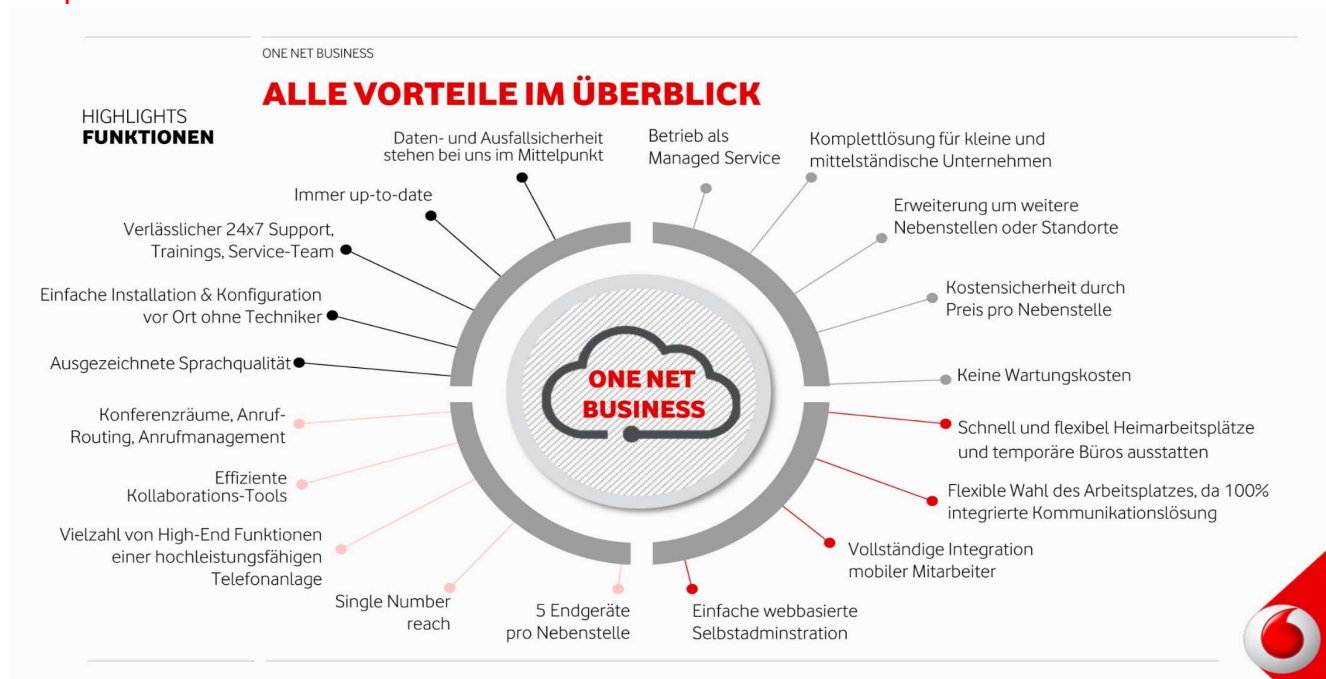 ONE NET BUSINESS
ALLE VORTEILE IM ÜBERBLICK
HIGHLIGHTS
FUNKTIONEN
Daten- und Ausfallsicherheit
stehen bei uns im Mittelpunkt
Immer up-to-date
Verlässlicher 24x7 Support,
Trainings, Service-Team
Einfache Installation & Konfiguration
vor Ort ohne Techniker
Ausgezeichnete Sprachqualität
Konferenzräume, Anruf-
Routing, Anrufmanagement
Effiziente
Kollaborations-Tools
Vielzahl von High-End Funktionen
einer hochleistungsfähigen
Telefonanlage
Single Number
reach
5 Endgeräte
pro Nebenstelle
Betrieb als
Managed Service
Komplettlösung für kleine und
mittelständische Unternehmen
Erweiterung um weitere
Nebenstellen oder Standorte
Kostensicherheit durch
Preis pro Nebenstelle
Keine Wartungskosten
Schnell und flexibel Heimarbeitsplätze
und temporäre Büros ausstatten
Flexible Wahl des Arbeitsplatzes, da 100%
integrierte Kommunikationslösung
Vollständige Integration
mobiler Mitarbeiter
Einfache webbasierte
Selbstadminstration
ONE NET
BUSINESS